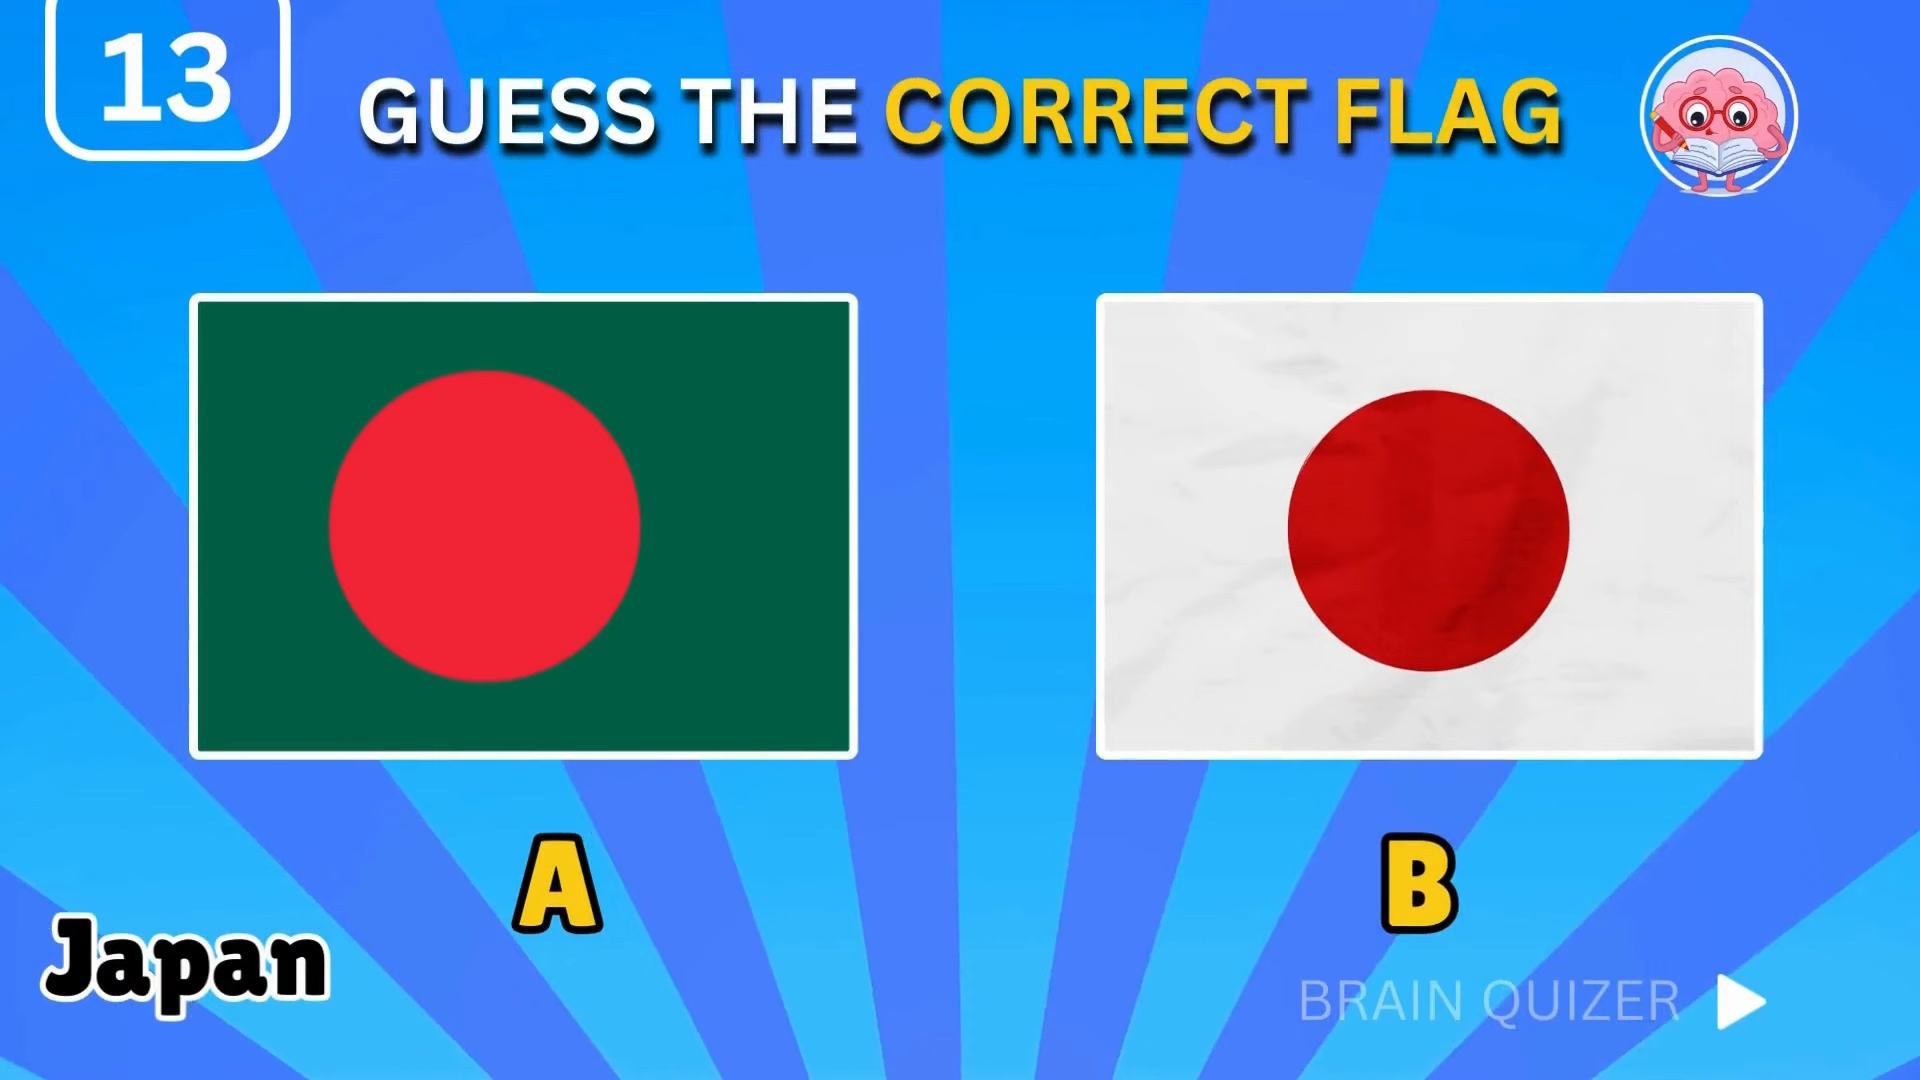 13
GUESS THE CORRECT FLAG
A
B
Japan
BRAIN QUIZER